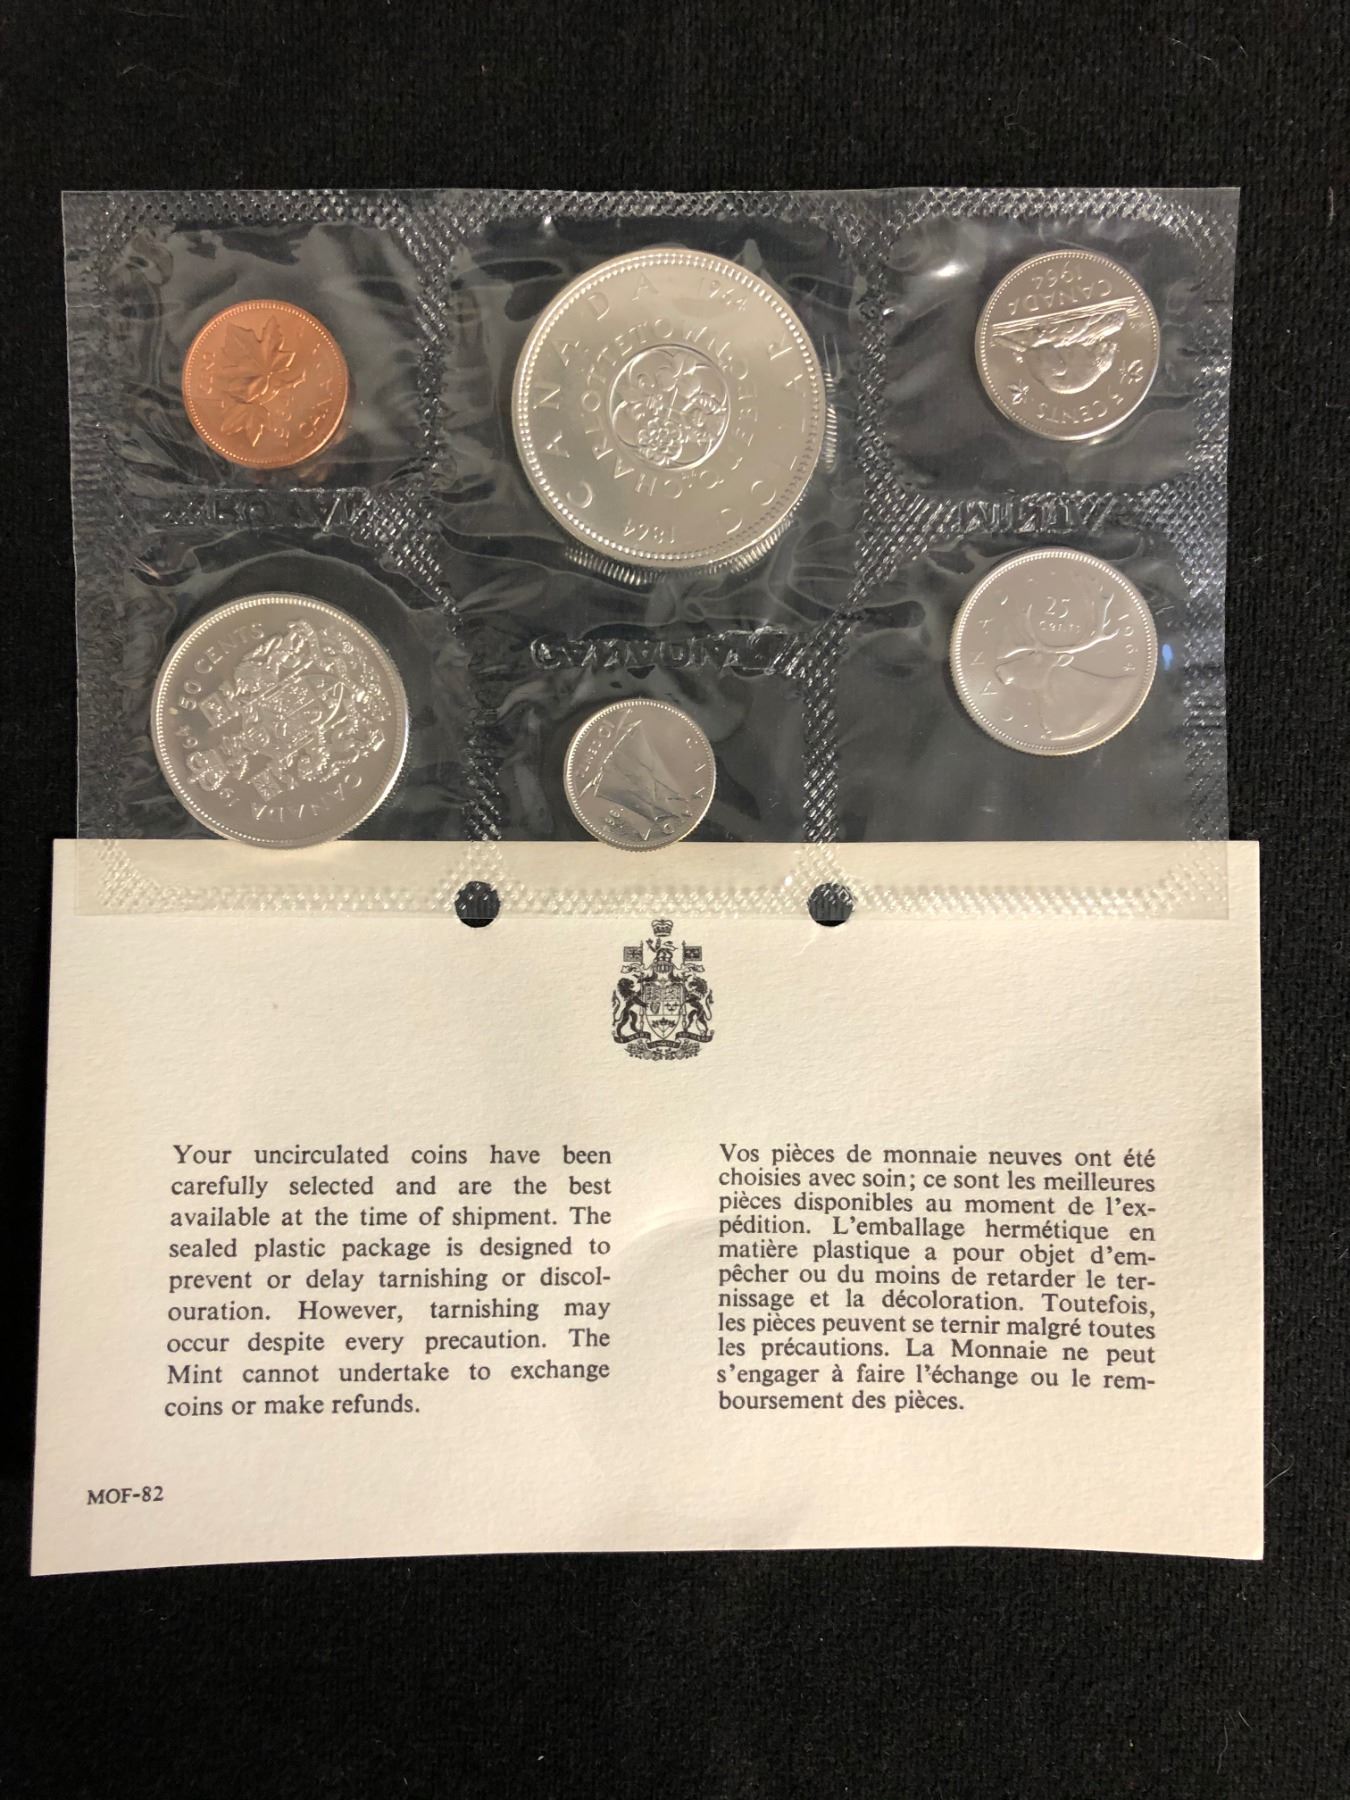 CANADA
1964
CHARLOTTETOWN
QUEBEC
1864
CANADA
1964
5 CENTS
50 CENTS
1964
CANADA
CANADA
25
CENTS
1964
CANADA
Your uncirculated coins have been
carefully selected and are the best
available at the time of shipment. The
sealed plastic package is designed to
prevent or delay tarnishing or discol-
ouration. However, tarnishing may
occur despite every precaution. The
Mint cannot undertake to exchange
coins or make refunds.
Vos pièces de monnaie neuves ont été
choisies avec soin; ce sont les meilleures
pièces disponibles au moment de l'ex-
pédition. L'emballage hermétique en
matière plastique a pour objet d'em-
pêcher ou du moins de retarder le ter-
nissage et la décoloration. Toutefois,
les pièces peuvent se ternir malgré toutes
les précautions. La Monnaie ne peut
s'engager à faire l'échange ou le rem-
boursement des pièces.
MOF-82